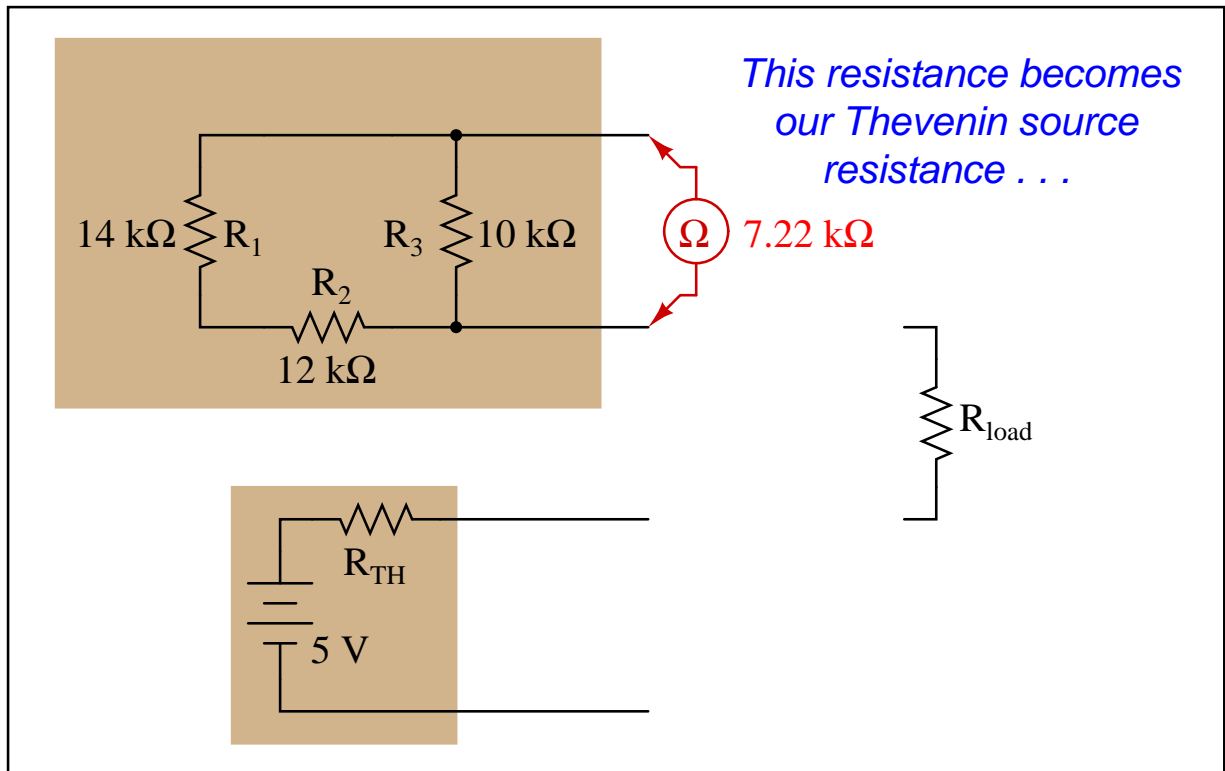 This resistance becomes
our Thevenin source
resistance . . .
14 kΩ R1 R3 10 kΩ Ω 7.22 kΩ
R2
12 kΩ
Rload
RTH
5 V